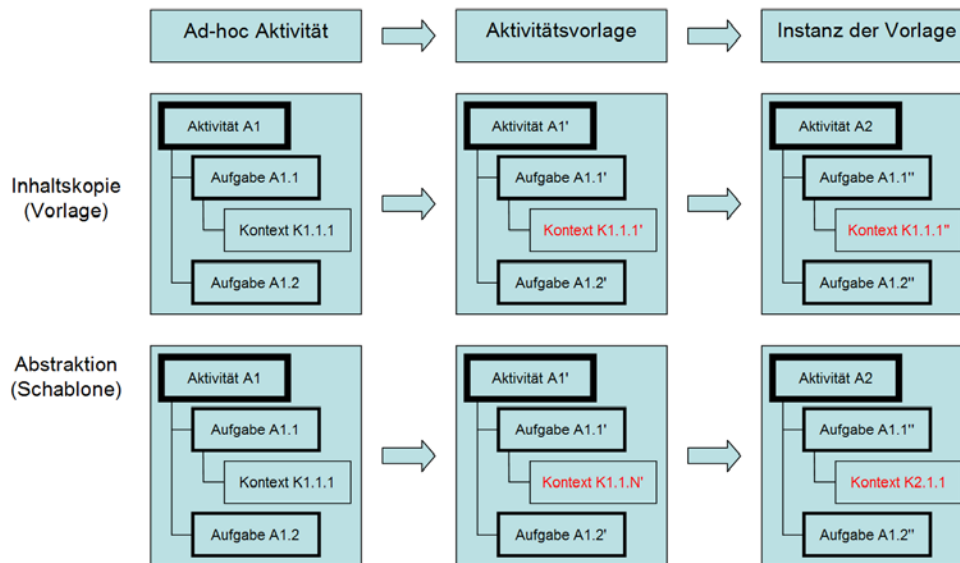 Ad-hoc Aktivität
Aktivitätsvorlage
Instanz der Vorlage
Inhaltskopie
(Vorlage)
Aktivität A1
Aufgabe A1.1
Kontext K1.1.1
Aufgabe A1.2
Aktivität A1'
Aufgabe A1.1'
Kontext K1.1.1'
Aufgabe A1.2'
Aktivität A2
Aufgabe A1.1"
Kontext K1.1.1"
Aufgabe A1.2"
Abstraktion
(Schablone)
Aktivität A1
Aufgabe A1.1
Kontext K1.1.1
Aufgabe A1.2
Aktivität A1'
Aufgabe A1.1'
Kontext K1.1.N'
Aufgabe A1.2'
Aktivität A2
Aufgabe A1.1"
Kontext K2.1.1
Aufgabe A1.2"